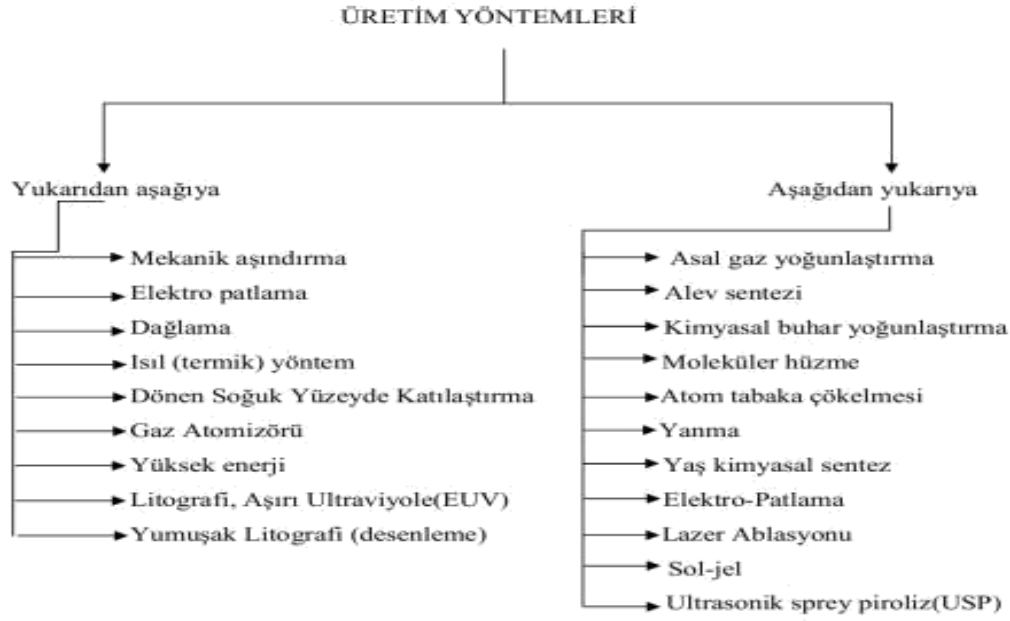 ÜRETİM YÖNTEMLERİ
Yukarıdan aşağıya
Mekanik aşındırma
Elektro patlama
Dağlama
Isıl (termik) yöntem
Dönen Soğuk Yüzeyde Katılaştırma
Gaz Atomizörü
Yüksek enerji
Litografi, Aşırı Ultraviyole(EUV)
Yumuşak Litografi (desenleme)
Aşağıdan yukarıya
Asal gaz yoğunlaştırma
Alev sentezi
Kimyasal buhar yoğunlaştırma
Moleküler hüzme
Atom tabaka çökelmesi
Yanma
Yaş kimyasal sentez
Elektro-Patlama
Lazer Ablasyonu
Sol-jel
Ultrasonik sprey piroliz(USP)